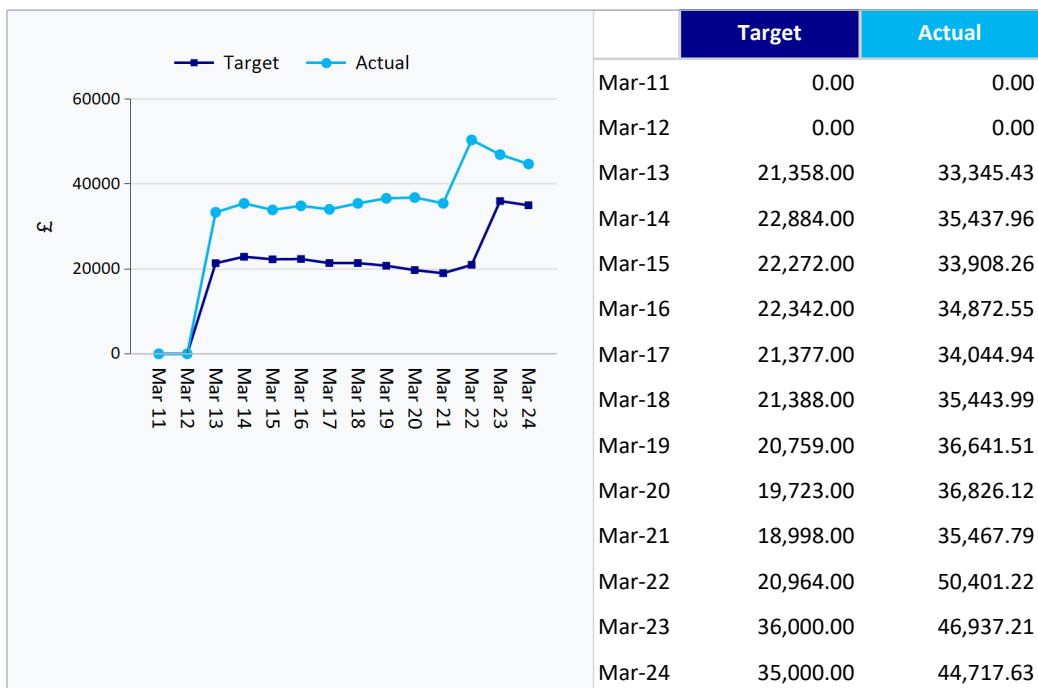 Target Actual
60000
40000
20000
0
£
Mar 11 Mar 12 Mar 13 Mar 14 Mar 15 Mar 16 Mar 17 Mar 18 Mar 19 Mar 20 Mar 21 Mar 22 Mar 23 Mar 24
Target Actual
Mar-11 0.00 0.00
Mar-12 0.00 0.00
Mar-13 21,358.00 33,345.43
Mar-14 22,884.00 35,437.96
Mar-15 22,272.00 33,908.26
Mar-16 22,342.00 34,872.55
Mar-17 21,377.00 34,044.94
Mar-18 21,388.00 35,443.99
Mar-19 20,759.00 36,641.51
Mar-20 19,723.00 36,826.12
Mar-21 18,998.00 35,467.79
Mar-22 20,964.00 50,401.22
Mar-23 36,000.00 46,937.21
Mar-24 35,000.00 44,717.63